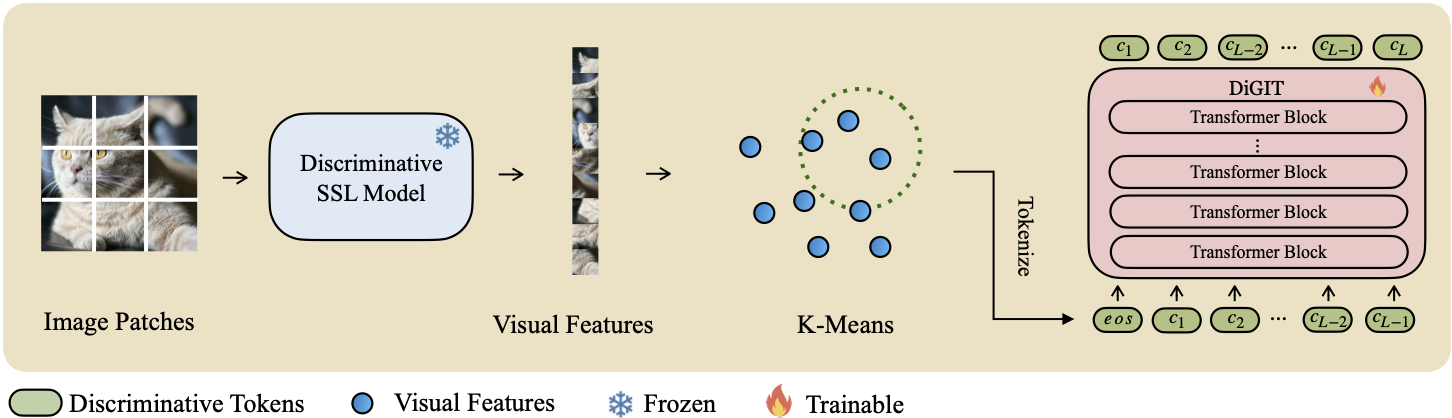 Image Patches
Discriminative
SSL Model
Visual Features
K-Means
Tokenize
c_1 c_2 c_{L-2} ... c_{L-1} c_L
DiGIT
Transformer Block
⋮
Transformer Block
Transformer Block
Transformer Block
eos c_1 c_2 ... c_{L-2} c_{L-1}
Discriminative Tokens Visual Features Frozen Trainable